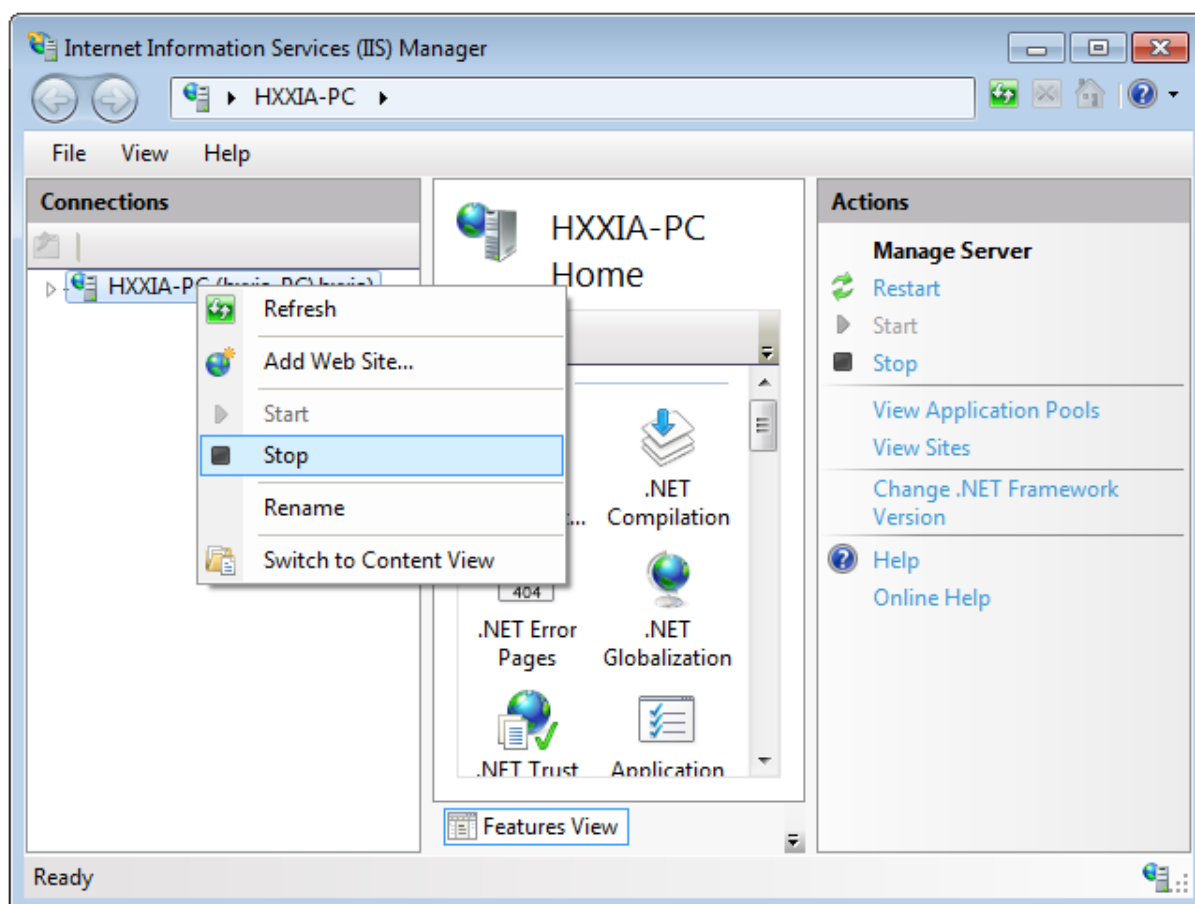 Internet Information Services (IIS) Manager
HXXIA-PC
File View Help
Connections
HXXIA-PC
Refresh
Add Web Site...
Start
Stop
Rename
Switch to Content View
HXXIA-PC
Home
.NET
Compilation
404
.NET Error
Pages
.NET
Globalization
.NET Trust
Application
Features View
Actions
Manage Server
Restart
Start
Stop
View Application Pools
View Sites
Change .NET Framework
Version
Help
Online Help
Ready